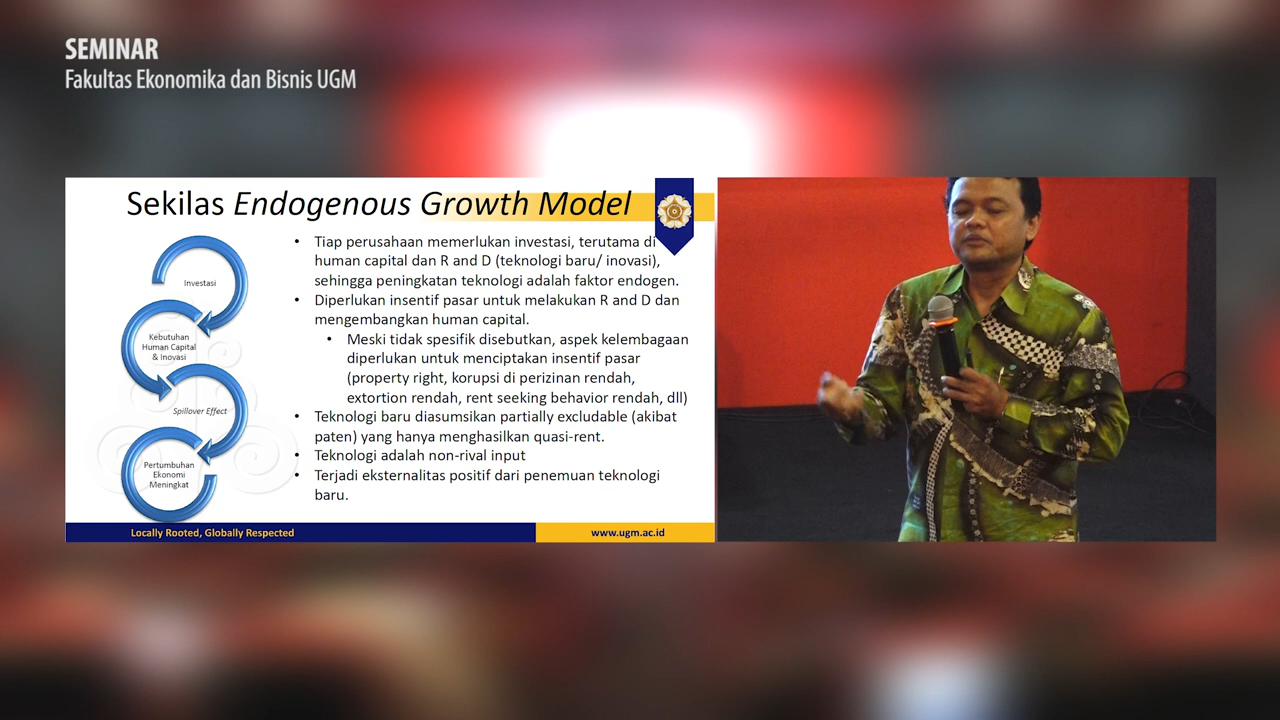 SEMINAR
Fakultas Ekonomika dan Bisnis UGM
Sekilas Endogenous Growth Model
Investasi
Kebutuhan
Human Capital
& Inovasi
Spillover Effect
Pertumbuhan
Ekonomi
Meningkat
• Tiap perusahaan memerlukan investasi, terutama di
human capital dan R and D (teknologi baru/ inovasi),
sehingga peningkatan teknologi adalah faktor endogen.
• Diperlukan insentif pasar untuk melakukan R and D dan
mengembangkan human capital.
• Meski tidak spesifik disebutkan, aspek kelembagaan
diperlukan untuk menciptakan insentif pasar
(property right, korupsi di perizinan rendah,
extortion rendah, rent seeking behavior rendah, dll)
• Teknologi baru diasumsikan partially excludable (akibat
paten) yang hanya menghasilkan quasi-rent.
• Teknologi adalah non-rival input
• Terjadi eksternalitas positif dari penemuan teknologi
baru.
Locally Rooted, Globally Respected
www.ugm.ac.id